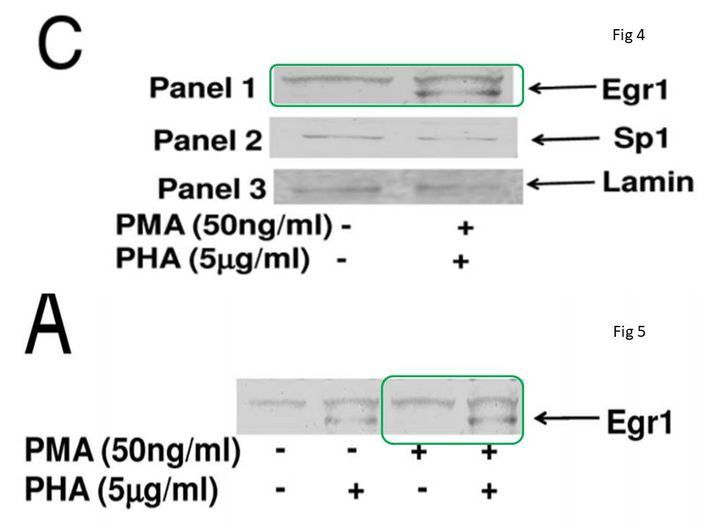 C
Fig 4
Panel 1 Egr1
Panel 2 Sp1
Panel 3 Lamin
PMA (50ng/ml) - +
PHA (5µg/ml) - +
A
Fig 5
Egr1
PMA (50ng/ml) - - + +
PHA (5µg/ml) - + - +